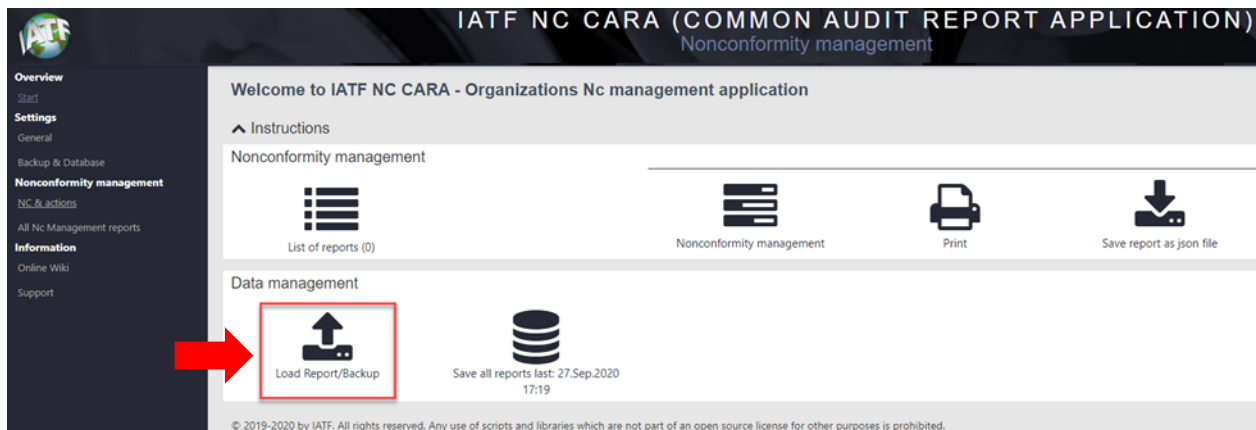 IATF
IATF NC CARA (COMMON AUDIT REPORT APPLICATION)
Nonconformity management
Overview
Start
Settings
General
Backup & Database
Nonconformity management
NC & actions
All Nc Management reports
Information
Online Wiki
Support
Welcome to IATF NC CARA - Organizations Nc management application
Instructions
Nonconformity management
List of reports (0)
Nonconformity management
Print
Save report as json file
Data management
Load Report/Backup
Save all reports last: 27.Sep.2020
17:19
© 2019-2020 by IATF. All rights reserved. Any use of scripts and libraries which are not part of an open source license for other purposes is prohibited.